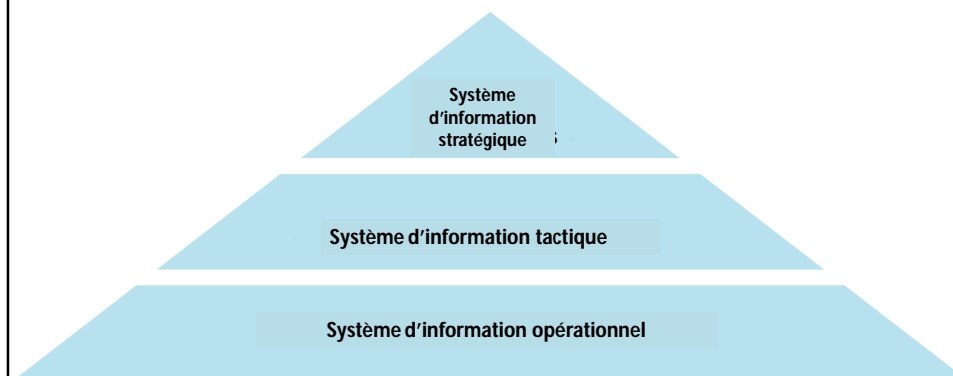 Système
d'information
stratégique
Système d'information tactique
Système d'information opérationnel